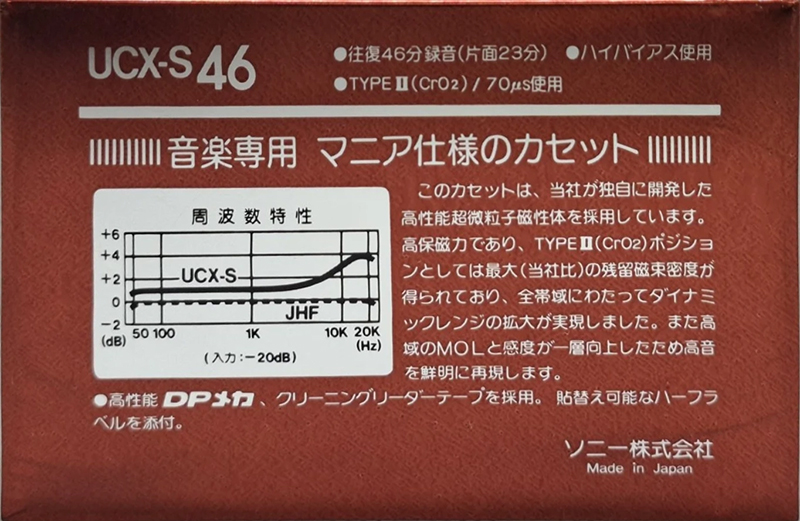 UCX-S 46
●往復46分録音(片面23分) ●ハイバイアス使用
●TYPE II(CrO2)/70μs使用
音楽専用 マニア仕様のカセット
周波数特性
+6
+4
+2
0
-2
(dB)
UCX-S
JHF
50 100 1K 10K 20K
(Hz)
(入力:-20dB)
このカセットは、当社が独自に開発した
高性能超微粒子磁性体を採用しています。
高保磁力であり、TYPE II(CrO2)ポジショ
ンとしては最大(当社比)の残留磁束密度が
得られており、全帯域にわたってダイナミ
ックレンジの拡大が実現しました。また高
域のMOLと感度が一層向上したため高音
を鮮明に再現します。
●高性能 DPメカ、クリーニングリーダーテープを採用。貼替え可能なハーフラ
ベルを添付。
ソニー株式会社
Made in Japan